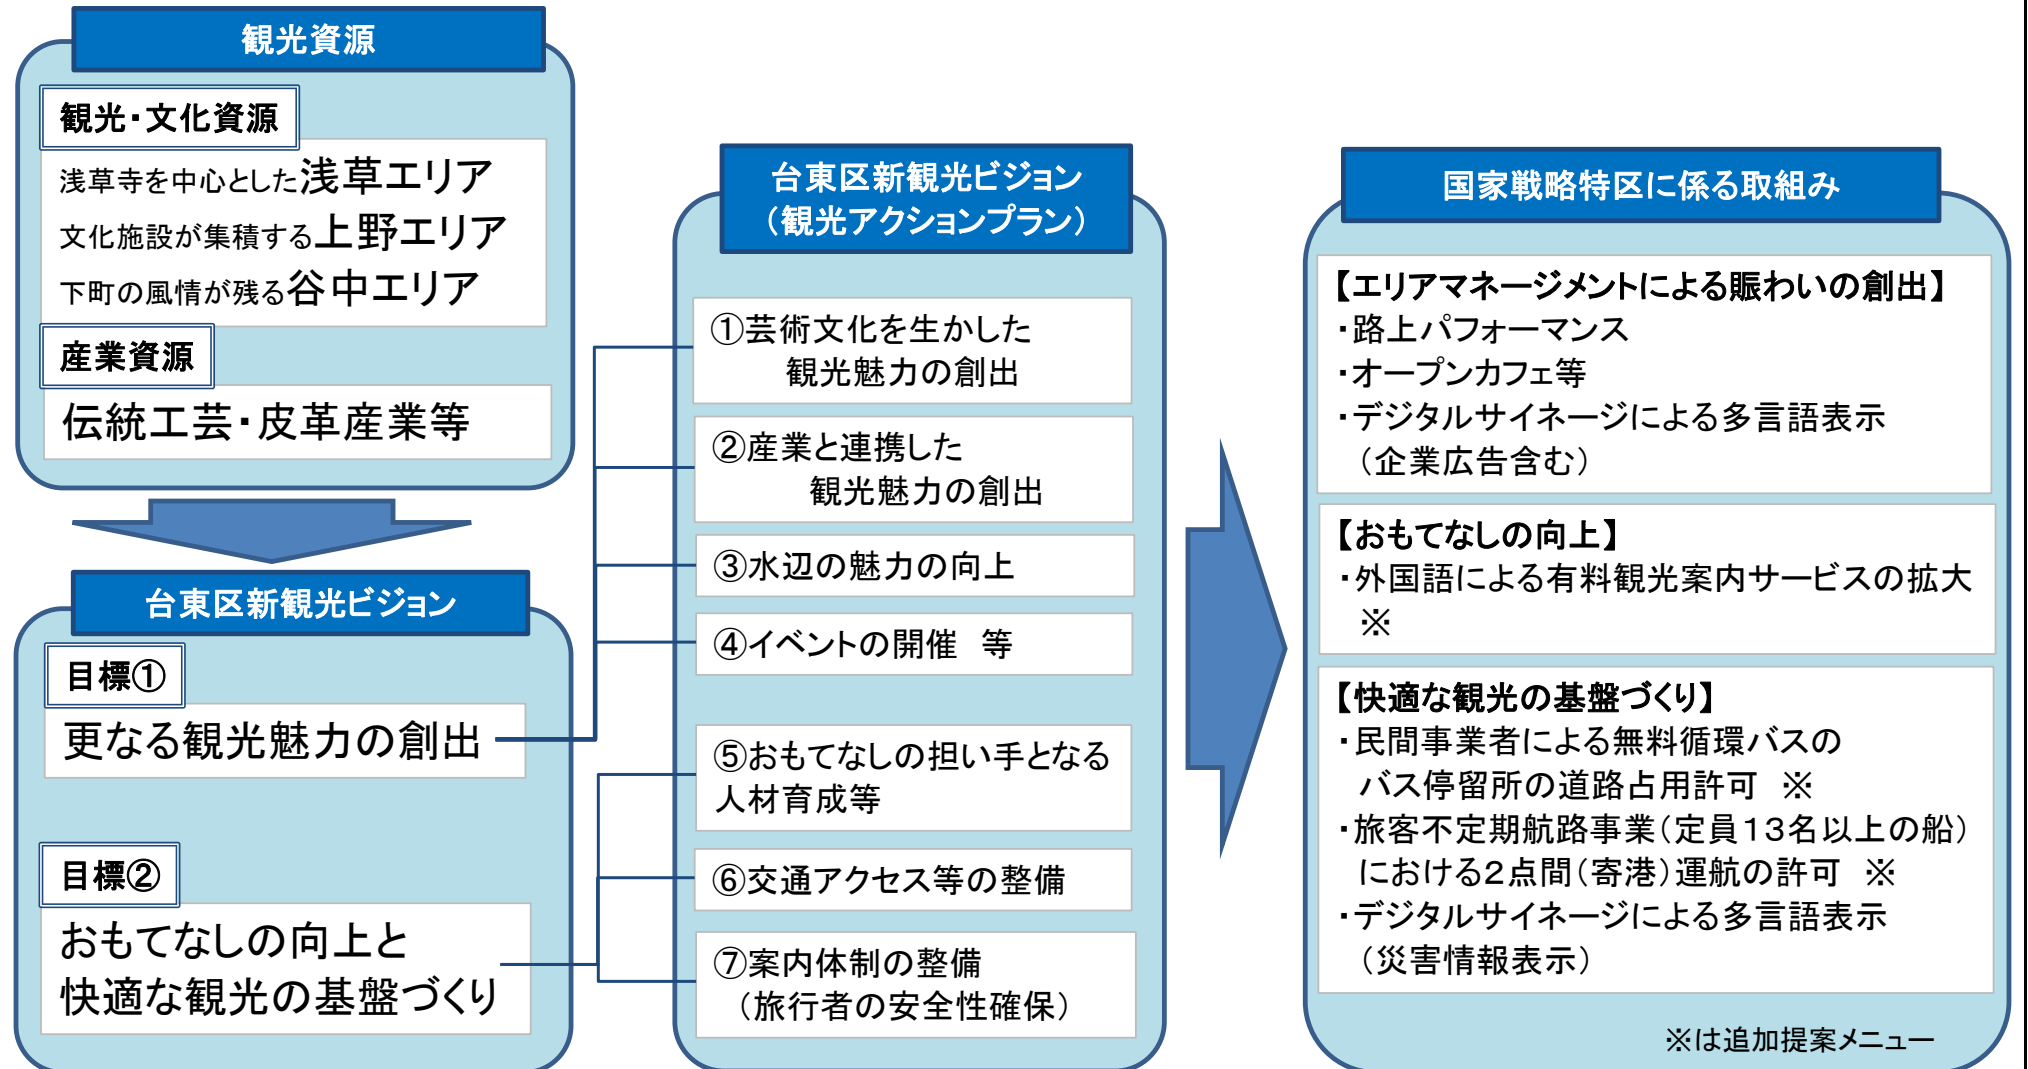 観光資源
観光・文化資源
浅草寺を中心とした浅草エリア
文化施設が集積する上野エリア
下町の風情が残る谷中エリア
産業資源
伝統工芸・皮革産業等
台東区新観光ビジョン
目標①
更なる観光魅力の創出
目標②
おもてなしの向上と
快適な観光の基盤づくり
台東区新観光ビジョン
（観光アクションプラン）
①芸術文化を生かした
観光魅力の創出
②産業と連携した
観光魅力の創出
③水辺の魅力の向上
④イベントの開催　等
⑤おもてなしの担い手となる
人材育成等
⑥交通アクセス等の整備
⑦案内体制の整備
（旅行者の安全性確保）
国家戦略特区に係る取組み
【エリアマネージメントによる賑わいの創出】
・路上パフォーマンス
・オープンカフェ等
・デジタルサイネージによる多言語表示
（企業広告含む）
【おもてなしの向上】
・外国語による有料観光案内サービスの拡大
※
【快適な観光の基盤づくり】
・民間事業者による無料循環バスの
バス停留所の道路占用許可　※
・旅客不定期航路事業（定員１３名以上の船）
における２点間（寄港）運航の許可　※
・デジタルサイネージによる多言語表示
（災害情報表示）
※は追加提案メニュー